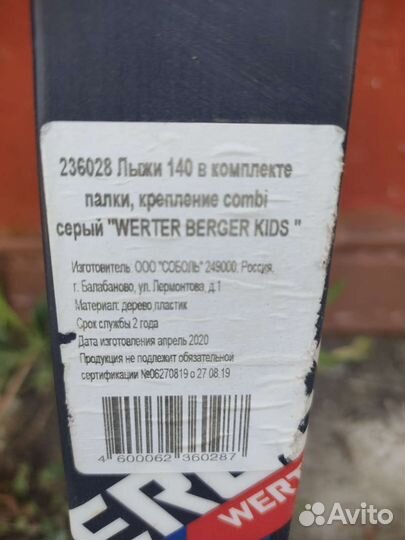 236028 Лыжи 140 в комплекте
палки, крепление combi
серый "WERTER BERGER KIDS "
Изготовитель: ООО "СОБОЛЬ" 249000, Россия,
г. Балабаново, ул. Лермонтова, д.1
Материал: дерево,пластик
Срок службы 2 года
Дата изготовления апрель 2020
Продукция не подлежит обязательной
сертификации №06270819 о 27.08.19
4 600062 360287
WERT
Avito